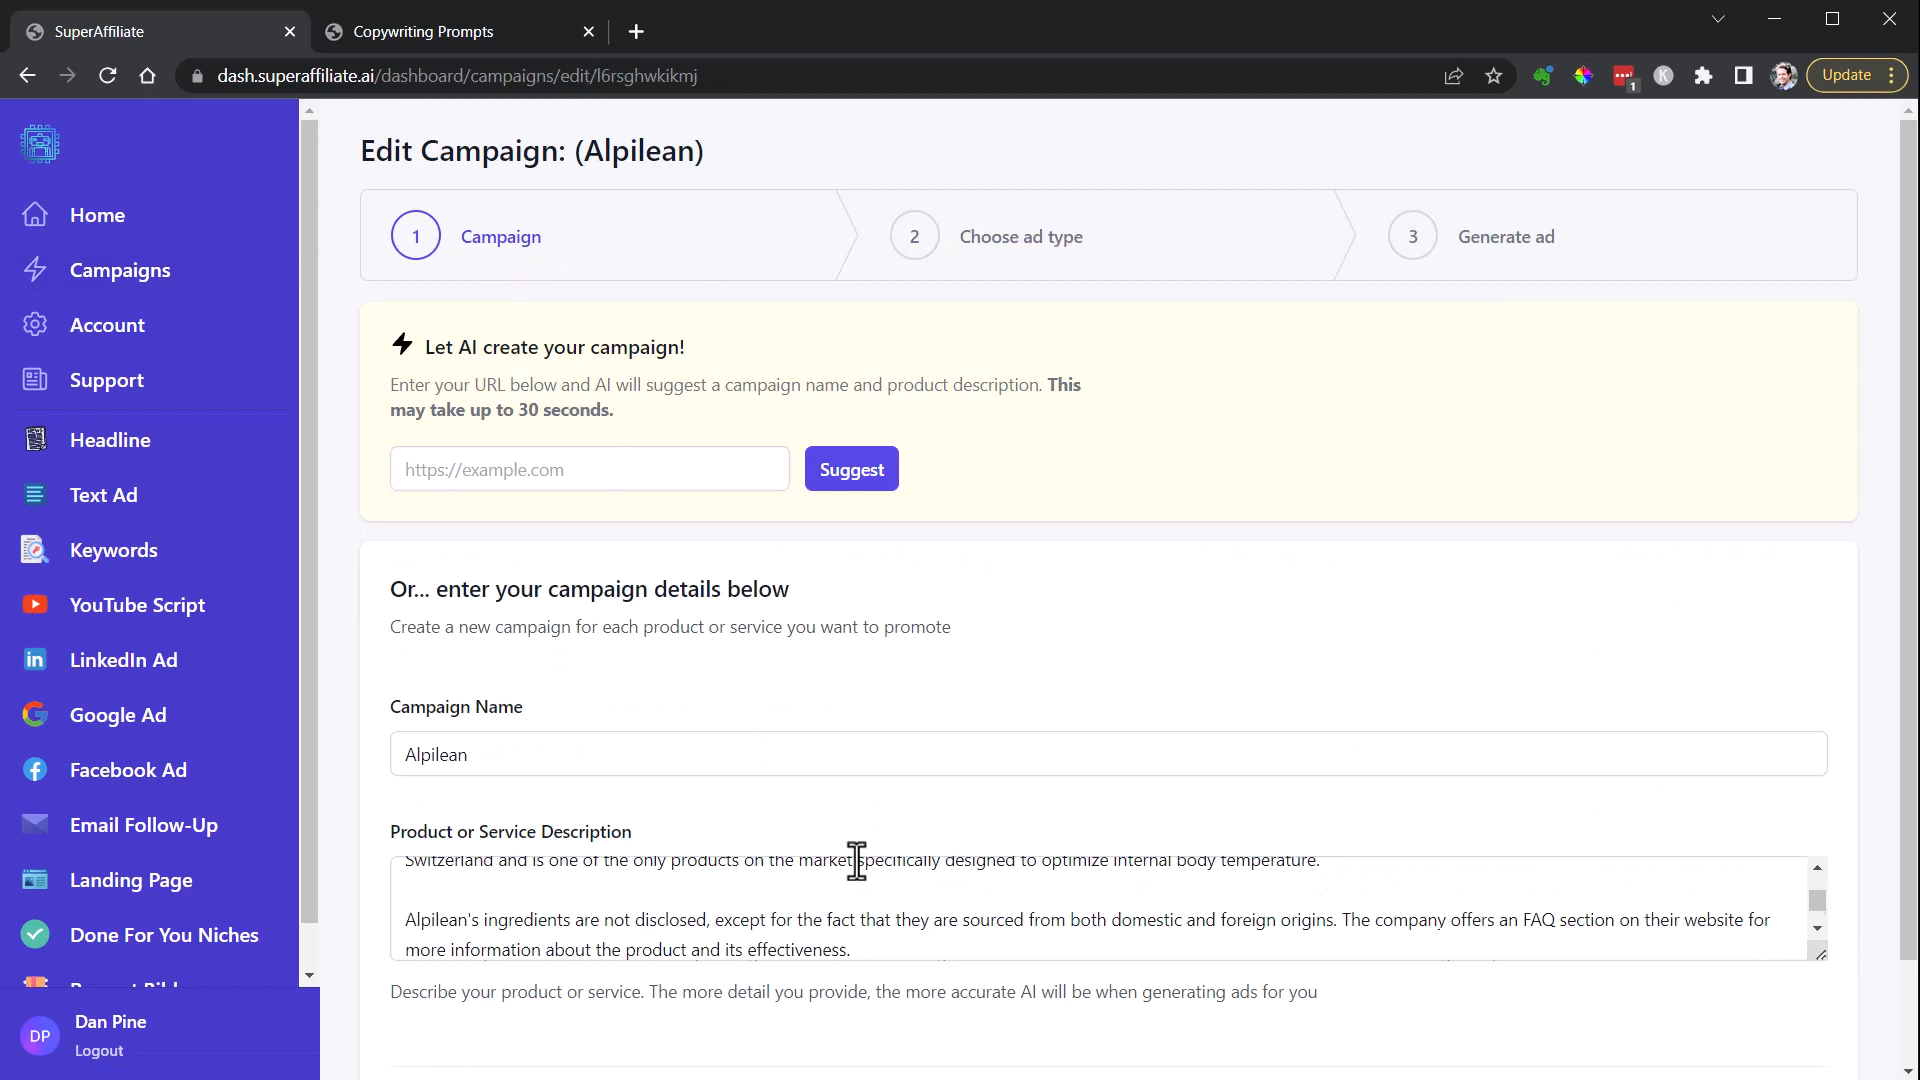 SuperAffiliate
Copywriting Prompts
dash.superaffiliate.ai/dashboard/campaigns/edit/l6rsghwkikmj
1
K
Update
Home
Campaigns
Account
Support
Headline
Text Ad
Keywords
YouTube Script
LinkedIn Ad
Google Ad
Facebook Ad
Email Follow-Up
Landing Page
Done For You Niches
DP
Dan Pine
Logout
Edit Campaign: (Alpilean)
1 Campaign
2 Choose ad type
3 Generate ad
Let AI create your campaign!
Enter your URL below and AI will suggest a campaign name and product description. This
may take up to 30 seconds.
https://example.com
Suggest
Or... enter your campaign details below
Create a new campaign for each product or service you want to promote
Campaign Name
Alpilean
Product or Service Description
Switzerland and is one of the only products on the market specifically designed to optimize internal body temperature.
Alpilean's ingredients are not disclosed, except for the fact that they are sourced from both domestic and foreign origins. The company offers an FAQ section on their website for
more information about the product and its effectiveness.
Describe your product or service. The more detail you provide, the more accurate AI will be when generating ads for you